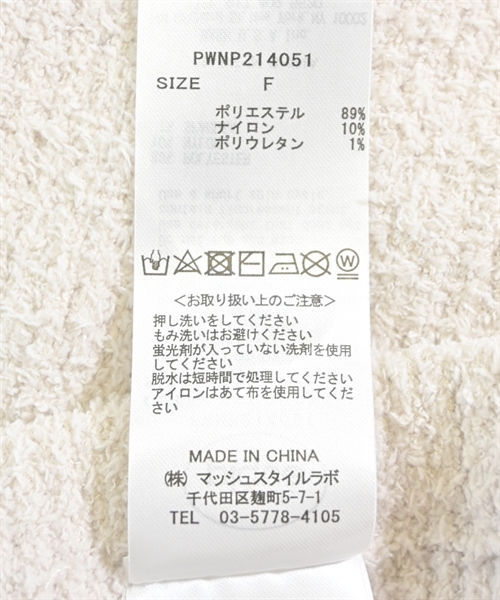 PWNP214051
SIZE F
ポリエステル 89%
ナイロン 10%
ポリウレタン 1%
<お取り扱い上のご注意>
押し洗いをしてください
もみ洗いはお避けください
蛍光剤が入っていない洗剤を使用
してください
脱水は短時間で処理してください
アイロンはあて布を使用してくだ
さい
MADE IN CHINA
(株) マッシュスタイルラボ
千代田区麹町5-7-1
TEL 03-5778-4105